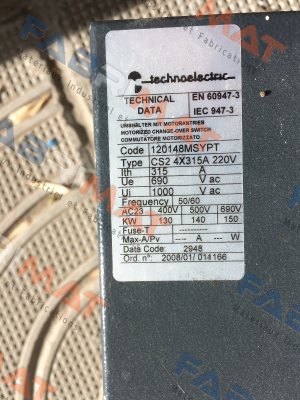 technoelectric
TECHNICAL DATA
EN 60947-3
IEC 947-3
UMSHALTER MIT MOTORANTRIEB
MOTORIZED CHANGE-OVER SWITCH
COMMUTATORE MOTORIZZATO
Code 120148MSYPT
Type CS2 4X315A 220V
Ith 315 A
Ue 690 V ac
Ui 1000 V ac
Frequency 50/60
AC23 400V 500V 690V
KW 130 140 150
Fuse-T ----------
Max-A/Pv ---- A ---- W
Data Code: 2948
Ord. n°: 2008/01/ 014166